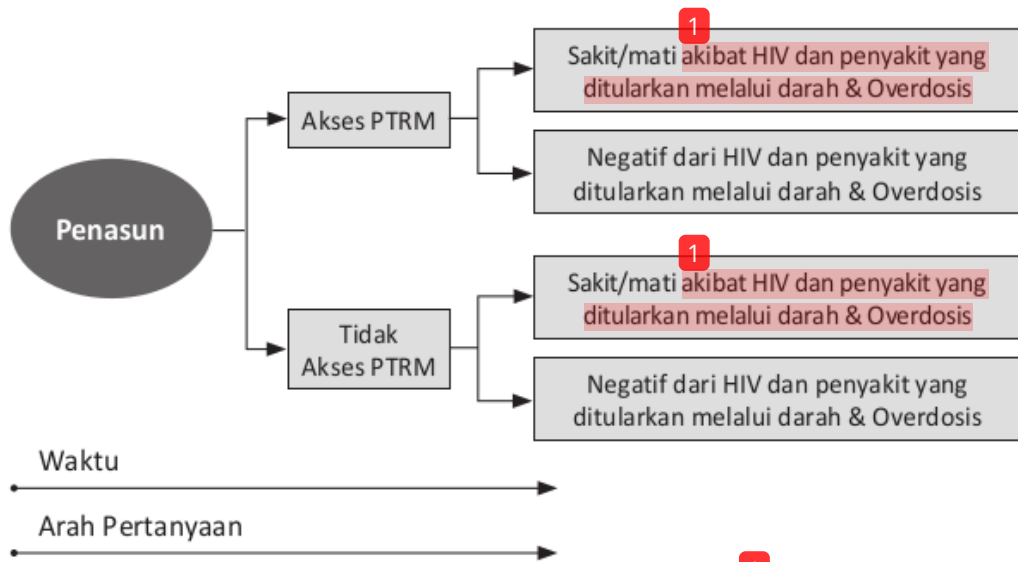 1
Sakit/mati akibat HIV dan penyakit yang
ditularkan melalui darah & Overdosis
Akses PTRM
Negatif dari HIV dan penyakit yang
ditularkan melalui darah & Overdosis
Penasun
1
Sakit/mati akibat HIV dan penyakit yang
ditularkan melalui darah & Overdosis
Tidak
Akses PTRM
Negatif dari HIV dan penyakit yang
ditularkan melalui darah & Overdosis
Waktu
Arah Pertanyaan